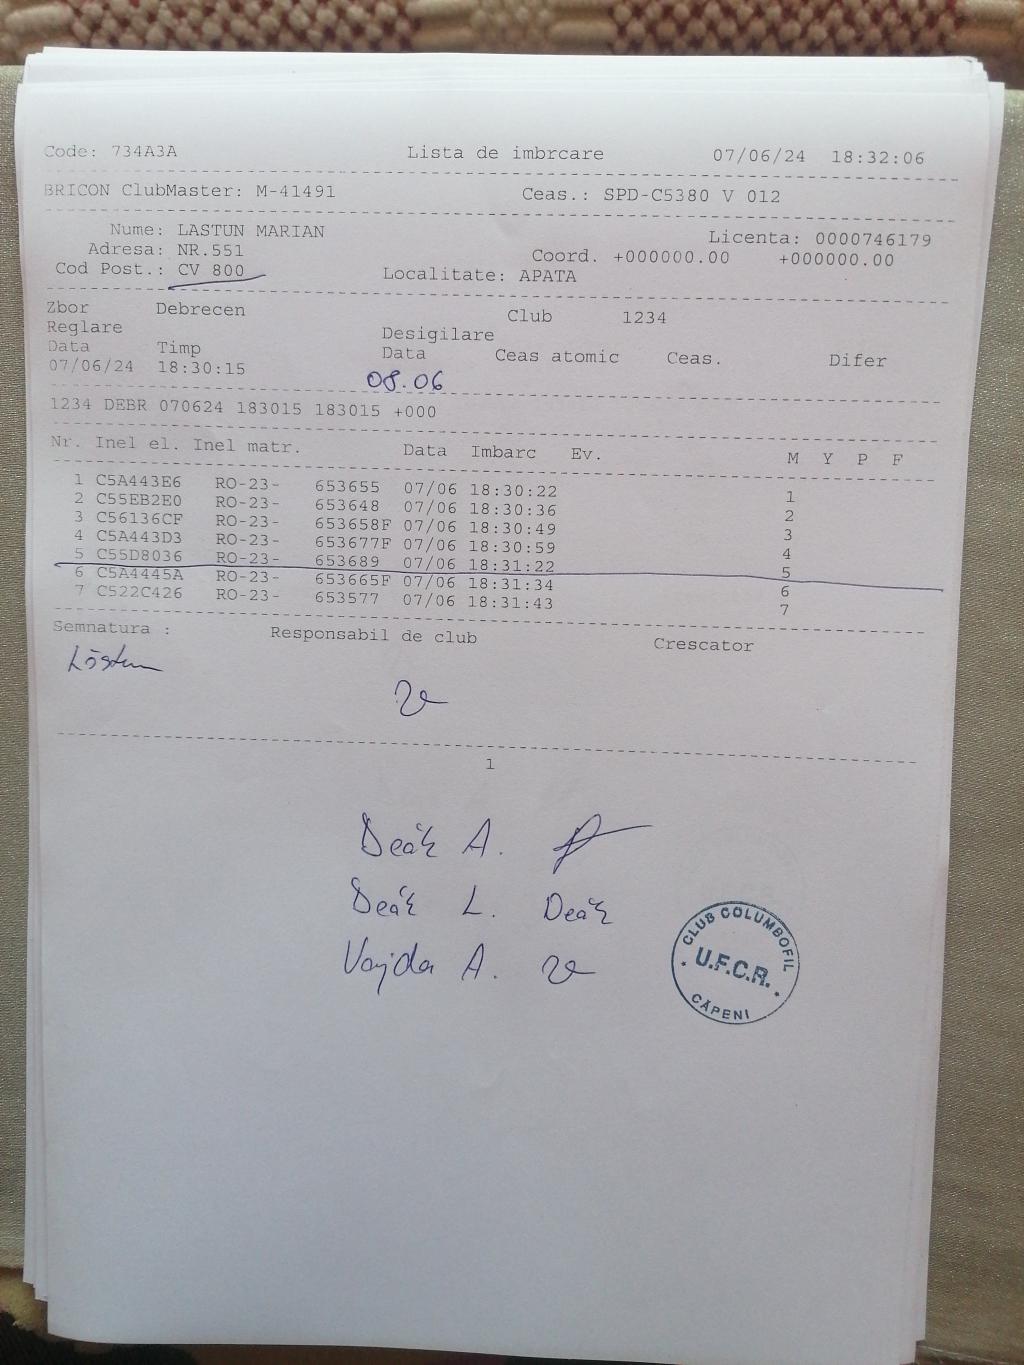 Code: 734A3A Lista de imbrcare 07/06/24 18:32:06
BRICON ClubMaster: M-41491 Ceas.: SPD-C5380 V 012
Nume: LASTUN MARIAN Licenta: 0000746179
Adresa: NR.551 Coord. +000000.00 +000000.00
Cod Post.: CV 800 Localitate: APATA
Zbor Debrecen Club 1234
Reglare Desigilare
Data Timp Data Ceas atomic Ceas. Difer
07/06/24 18:30:15 08.06
1234 DEBR 070624 183015 183015 +000
Nr. Inel el. Inel matr. Data Imbarc Ev. M Y P F
1 C5A443E6 RO-23- 653655 07/06 18:30:22 1
2 C55EB2E0 RO-23- 653648 07/06 18:30:36 2
3 C56136CF RO-23- 653658F 07/06 18:30:49 3
4 C5A443D3 RO-23- 653677F 07/06 18:30:59 4
5 C55D8036 RO-23- 653689 07/06 18:31:22 5
6 C5A4445A RO-23- 653665F 07/06 18:31:34 6
7 C522C426 RO-23- 653577 07/06 18:31:43 7
Semnatura : Responsabil de club Crescator
1
Deák A.
Deák L. Deák
Vajda A.
CLUB COLUMBOFIL
U.F.C.R.
CĂPENI